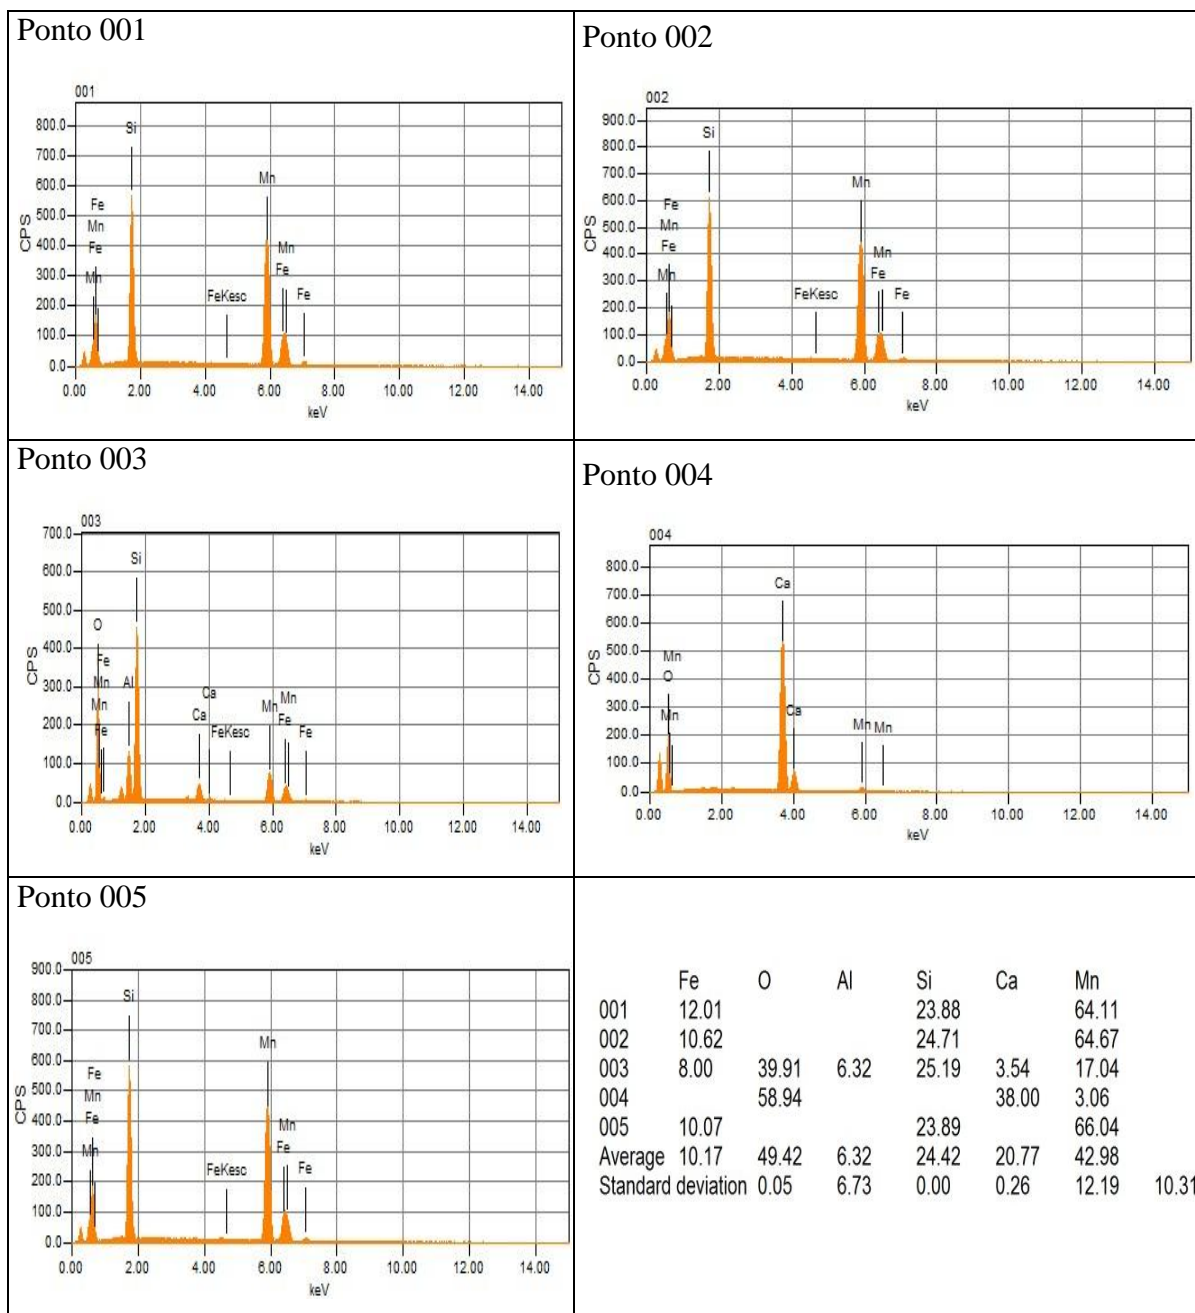 Ponto 001
001
800.0
700.0
600.0
500.0
400.0
300.0
200.0
100.0
0.0
CPS
Si
Fe
Mn
Fe
Mn
FeKesc
Mn
Mn
Fe
Fe
0.00 2.00 4.00 6.00 8.00 10.00 12.00 14.00
keV
Ponto 002
002
900.0
800.0
700.0
600.0
500.0
400.0
300.0
200.0
100.0
0.0
CPS
Si
Fe
Mn
Fe
Mn
FeKesc
Mn
Mn
Fe
Fe
0.00 2.00 4.00 6.00 8.00 10.00 12.00 14.00
keV
Ponto 003
003
700.0
600.0
500.0
400.0
300.0
200.0
100.0
0.0
CPS
Si
O
Fe
Mn
Al
Mn
Fe
Ca
Ca
FeKesc
Mn
Mn
Fe
Fe
0.00 2.00 4.00 6.00 8.00 10.00 12.00 14.00
keV
Ponto 004
004
800.0
700.0
600.0
500.0
400.0
300.0
200.0
100.0
0.0
CPS
Ca
Mn
O
Mn
Ca
Mn
Mn
0.00 2.00 4.00 6.00 8.00 10.00 12.00 14.00
keV
Ponto 005
005
900.0
800.0
700.0
600.0
500.0
400.0
300.0
200.0
100.0
0.0
CPS
Si
Fe
Mn
Fe
Mn
FeKesc
Mn
Mn
Fe
Fe
0.00 2.00 4.00 6.00 8.00 10.00 12.00 14.00
keV
Fe O Al Si Ca Mn
001 12.01 23.88 64.11
002 10.62 24.71 64.67
003 8.00 39.91 6.32 25.19 3.54 17.04
004 58.94 38.00 3.06
005 10.07 23.89 66.04
Average 10.17 49.42 6.32 24.42 20.77 42.98
Standard deviation 0.05 6.73 0.00 0.26 12.19 10.31